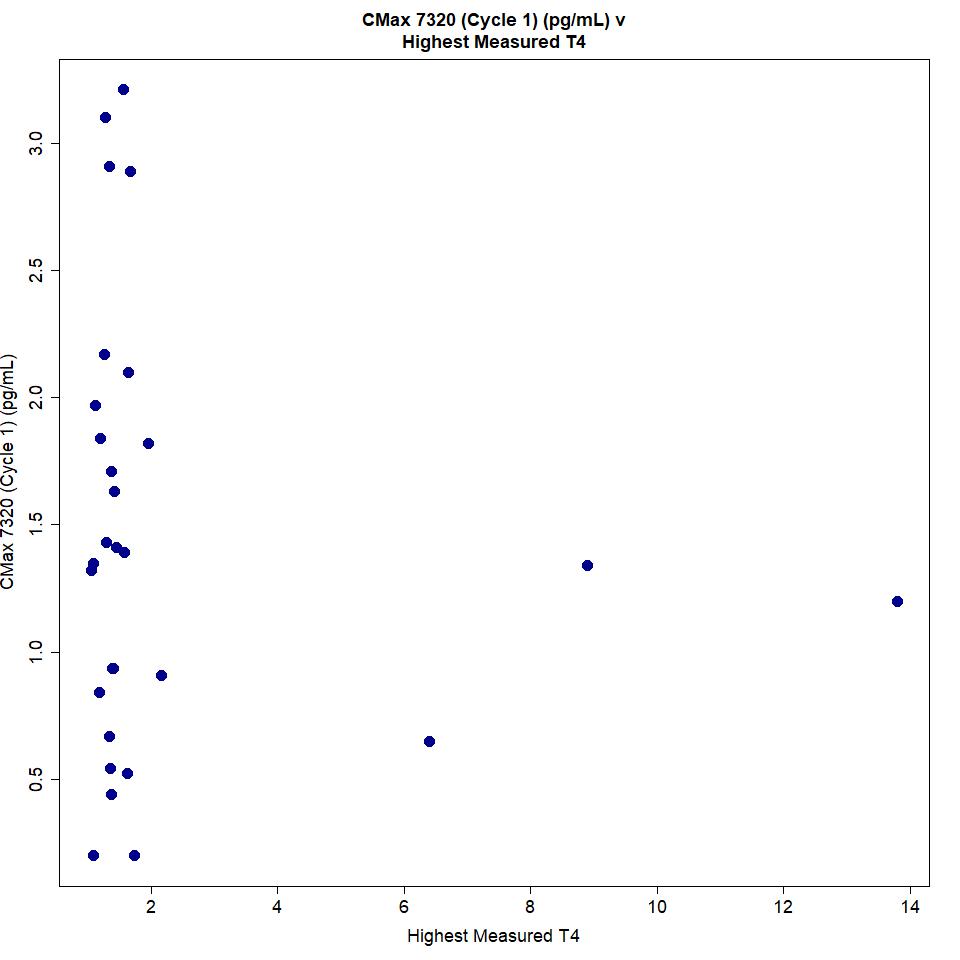 CMax 7320 (Cycle 1) (pg/mL) v
Highest Measured T4
CMax 7320 (Cycle 1) (pg/mL)
3.0
2.5
2.0
1.5
1.0
0.5
2 4 6 8 10 12 14
Highest Measured T4